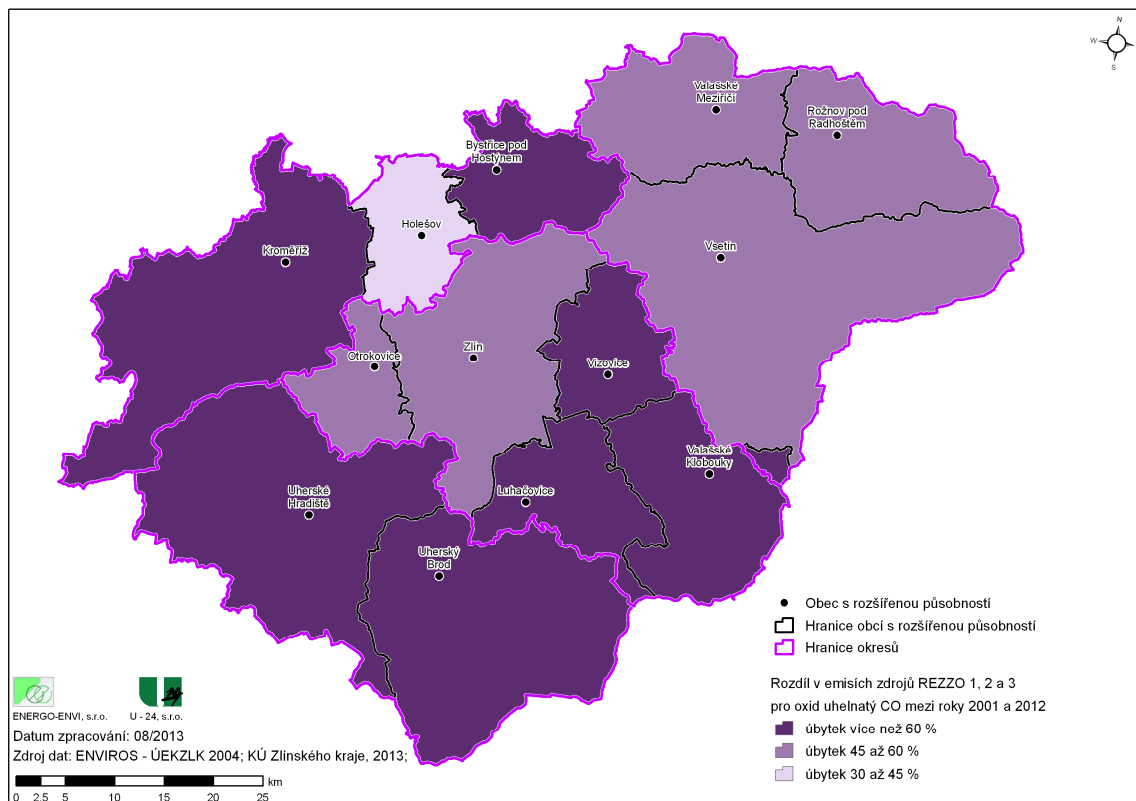 N
W
S
Valašské
Meziříčí
Rožnov pod
Radhoštěm
Bystřice pod
Hostýnem
Holešov
Kroměříž
Vsetín
Otrokovice
Zlín
Vizovice
Valašské
Klobouky
Uherské
Hradiště
Luhačovice
Uherský
Brod
Obec s rozšířenou působností
Hranice obcí s rozšířenou působností
Hranice okresů
Rozdíl v emisích zdrojů REZZO 1, 2 a 3
pro oxid uhelnatý CO mezi roky 2001 a 2012
úbytek více než 60 %
úbytek 45 až 60 %
úbytek 30 až 45 %
ENERGO-ENVI, s.r.o. U - 24, s.r.o.
Datum zpracování: 08/2013
Zdroj dat: ENVIROS - ÚEKZLK 2004; KÚ Zlínského kraje, 2013;
km
0 2.5 5 10 15 20 25